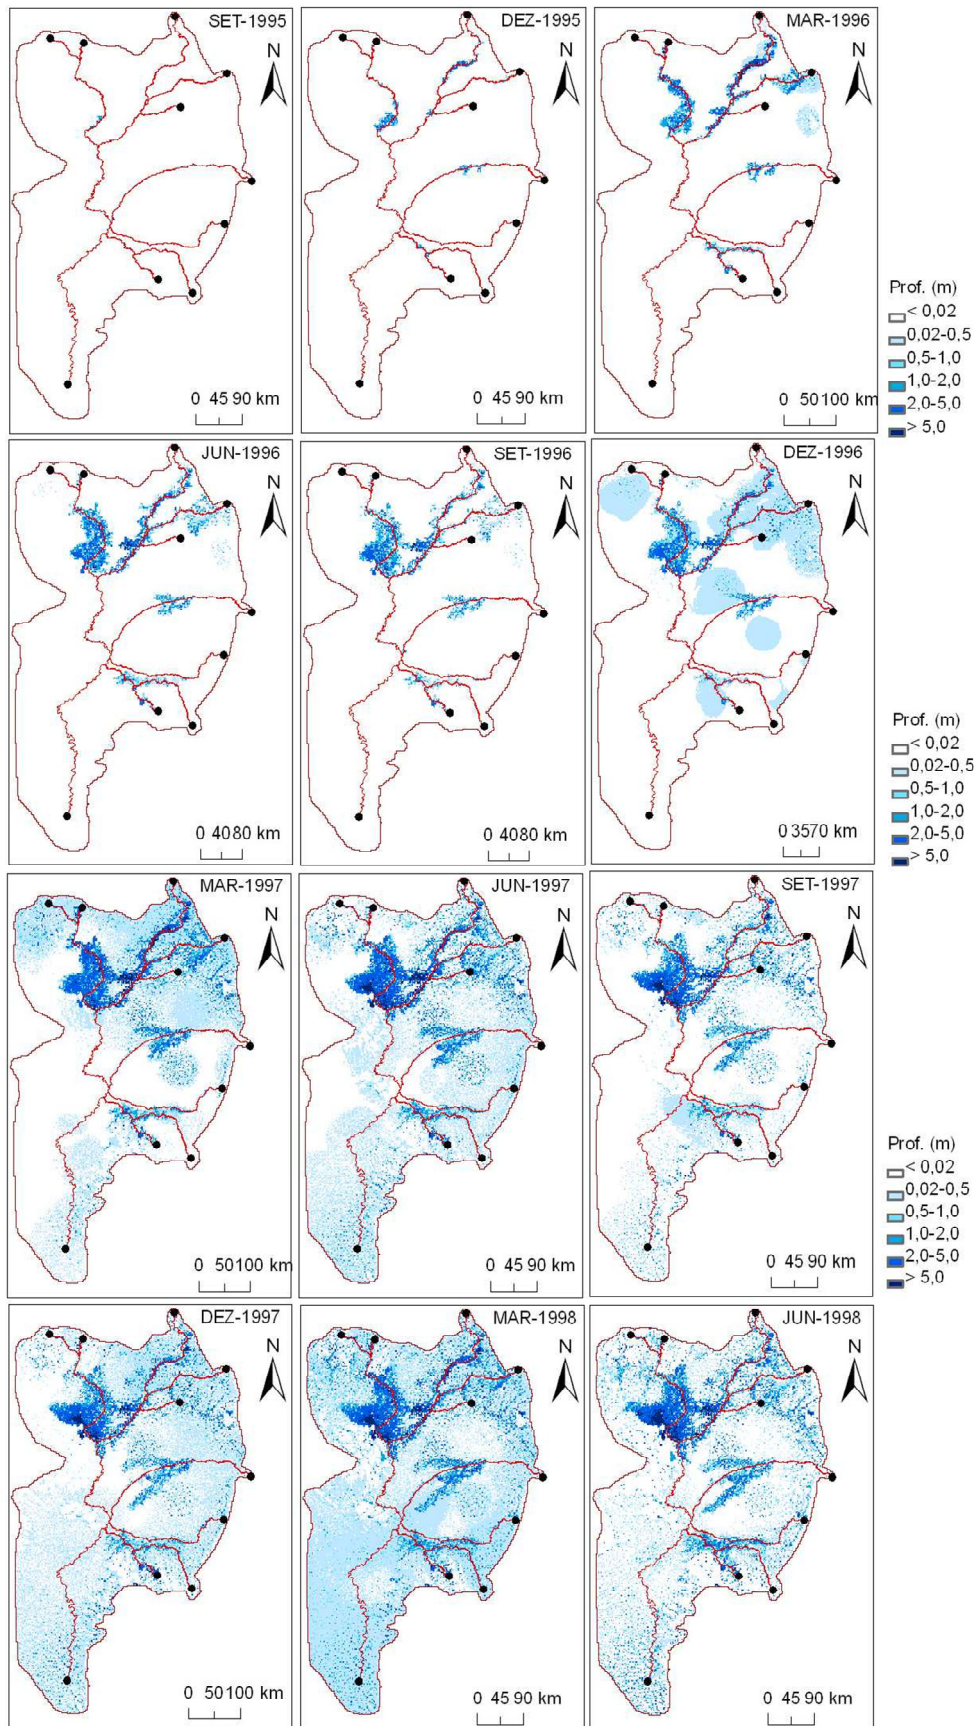 SET-1995
N
0 45 90 km
DEZ-1995
N
0 45 90 km
MAR-1996
N
0 50 100 km
Prof. (m)
< 0,02
0,02-0,5
0,5-1,0
1,0-2,0
2,0-5,0
> 5,0
JUN-1996
N
0 40 80 km
SET-1996
N
0 40 80 km
DEZ-1996
N
0 35 70 km
Prof. (m)
< 0,02
0,02-0,5
0,5-1,0
1,0-2,0
2,0-5,0
> 5,0
MAR-1997
N
0 50 100 km
JUN-1997
N
0 45 90 km
SET-1997
N
0 45 90 km
Prof. (m)
< 0,02
0,02-0,5
0,5-1,0
1,0-2,0
2,0-5,0
> 5,0
DEZ-1997
N
0 50 100 km
MAR-1998
N
0 45 90 km
JUN-1998
N
0 45 90 km